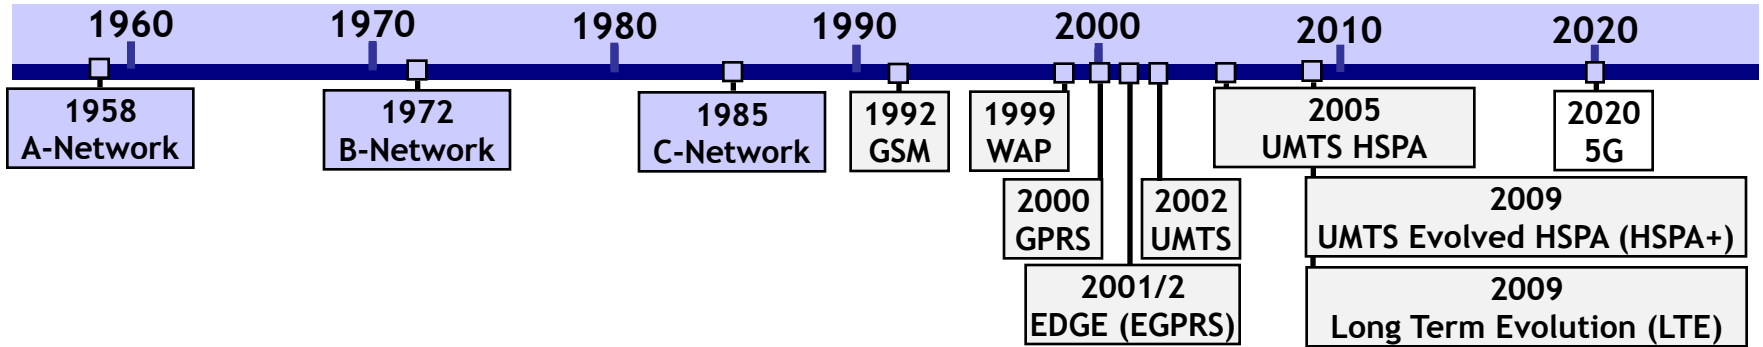 1960
1970
1980
1990
2000
2010
2020
1958
A-Network
1972
B-Network
1985
C-Network
1992
GSM
1999
WAP
2000
GPRS
2001/2
EDGE (EGPRS)
2002
UMTS
2005
UMTS HSPA
2009
UMTS Evolved HSPA (HSPA+)
2009
Long Term Evolution (LTE)
2020
5G